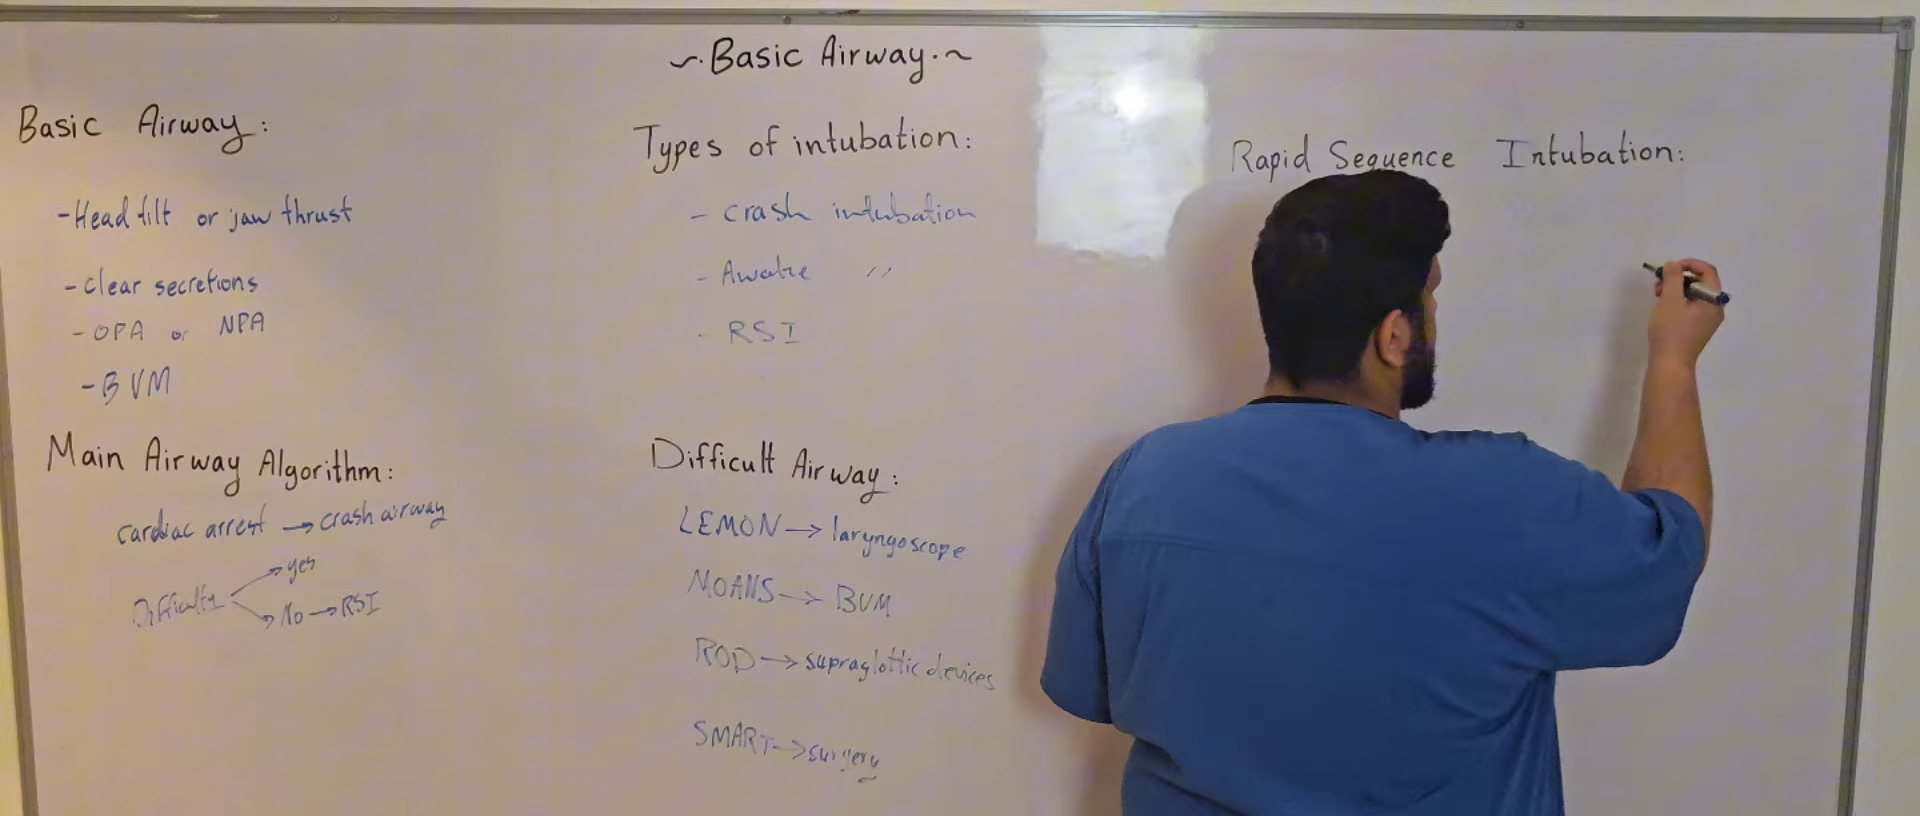 ~·Basic Airway·~
Basic Airway:
-Head tilt or jaw thrust
-clear secretions
-OPA or NPA
-BVM
Main Airway Algorithm:
cardiac arrest → crash airway
Difficulty → yes
→ No → RSI
Types of intubation:
- crash intubation
- Awake 〃
- RSI
Difficult Airway:
LEMON → laryngoscope
MOANS → BVM
ROD → supraglottic devices
SMART → surgery
Rapid Sequence Intubation: